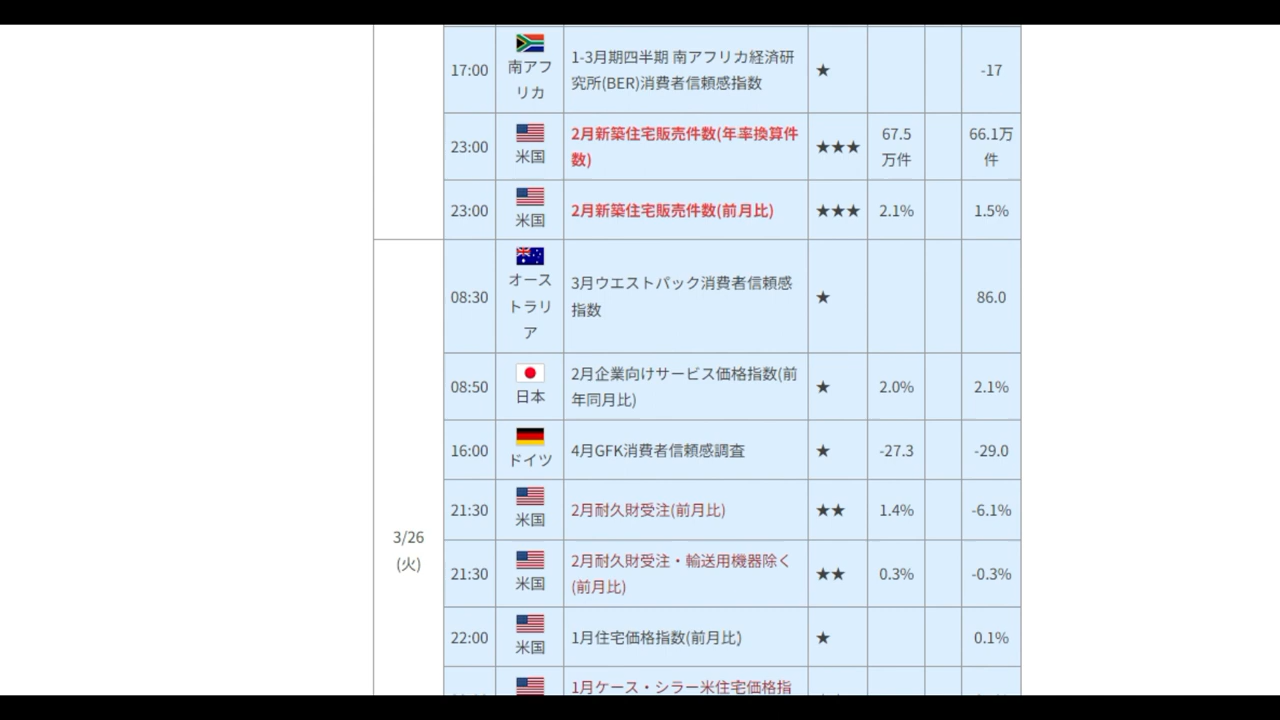 17:00
南アフ
リカ
1-3月期四半期 南アフリカ経済研
究所(BER)消費者信頼感指数
★
-17
23:00
米国
2月新築住宅販売件数(年率換算件
数)
★★★
67.5
万件
66.1万
件
23:00
米国
2月新築住宅販売件数(前月比)
★★★
2.1%
1.5%
3/26
(火)
08:30
オース
トラリ
ア
3月ウエストパック消費者信頼感
指数
★
86.0
08:50
日本
2月企業向けサービス価格指数(前
年同月比)
★
2.0%
2.1%
16:00
ドイツ
4月GFK消費者信頼感調査
★
-27.3
-29.0
21:30
米国
2月耐久財受注(前月比)
★★
1.4%
-6.1%
21:30
米国
2月耐久財受注・輸送用機器除く
(前月比)
★★
0.3%
-0.3%
22:00
米国
1月住宅価格指数(前月比)
★
0.1%
1月ケース・シラー米住宅価格指